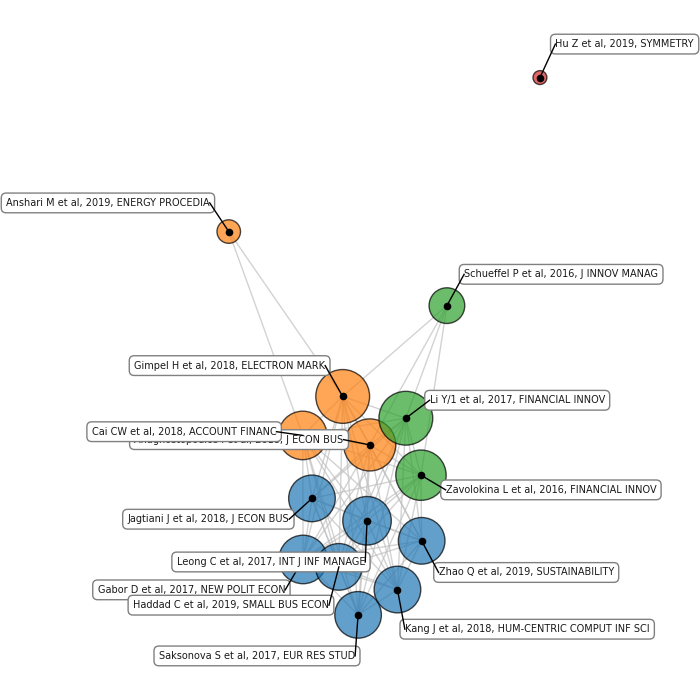 Hu Z et al, 2019, SYMMETRY
Anshari M et al, 2019, ENERGY PROCEDIA
Schueffel P et al, 2016, J INNOV MANAG
Gimpel H et al, 2018, ELECTRON MARK
Li Y/1 et al, 2017, FINANCIAL INNOV
Cai CW et al, 2018, ACCOUNT FINANC
J ECON BUS
Zavolokina L et al, 2016, FINANCIAL INNOV
Jagtiani J et al, 2018, J ECON BUS
Leong C et al, 2017, INT J INF MANAGE
Zhao Q et al, 2019, SUSTAINABILITY
Gabor D et al, 2017, NEW POLIT ECON
Haddad C et al, 2019, SMALL BUS ECON
Kang J et al, 2018, HUM-CENTRIC COMPUT INF SCI
Saksonova S et al, 2017, EUR RES STUD